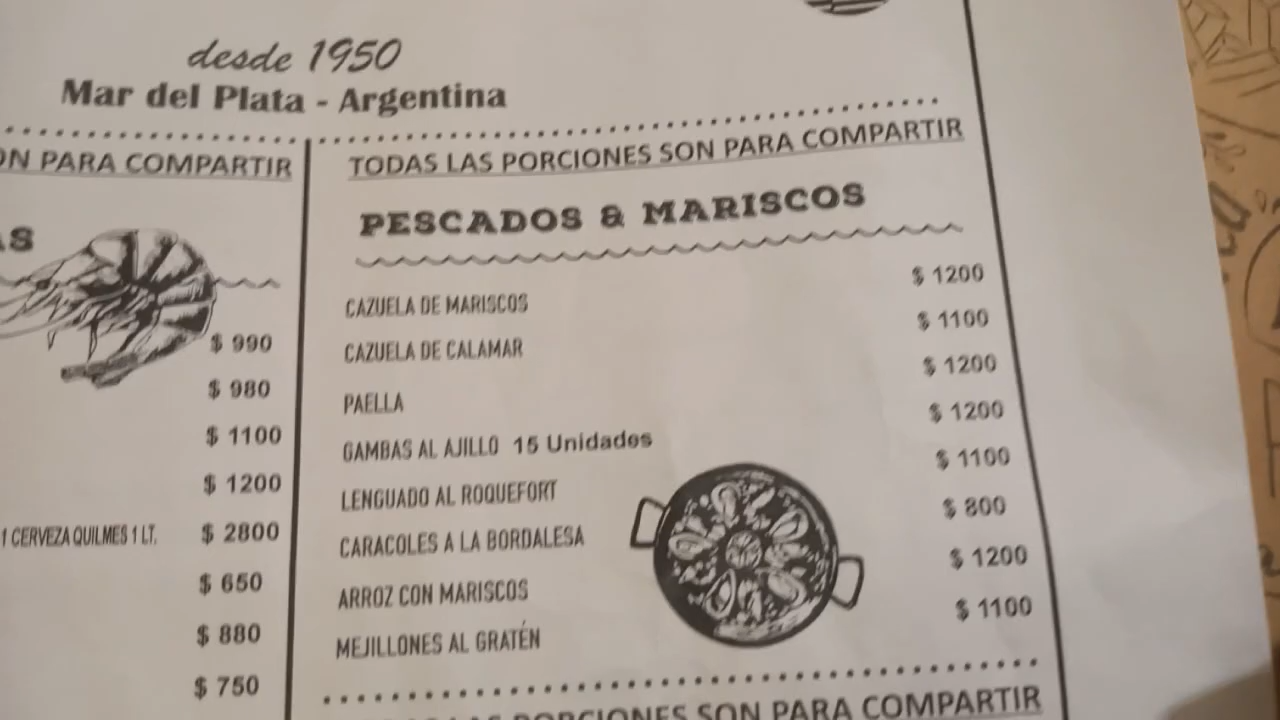 desde 1950
Mar del Plata - Argentina
ON PARA COMPARTIR
AS
$ 990
$ 980
$ 1100
$ 1200
1 CERVEZA QUILMES 1 LT. $ 2800
$ 650
$ 880
$ 750
TODAS LAS PORCIONES SON PARA COMPARTIR
PESCADOS & MARISCOS
CAZUELA DE MARISCOS $ 1200
CAZUELA DE CALAMAR $ 1100
PAELLA $ 1200
GAMBAS AL AJILLO 15 Unidades $ 1200
LENGUADO AL ROQUEFORT $ 1100
CARACOLES A LA BORDALESA $ 800
ARROZ CON MARISCOS $ 1200
MEJILLONES AL GRATÉN $ 1100
PORCIONES SON PARA COMPARTIR